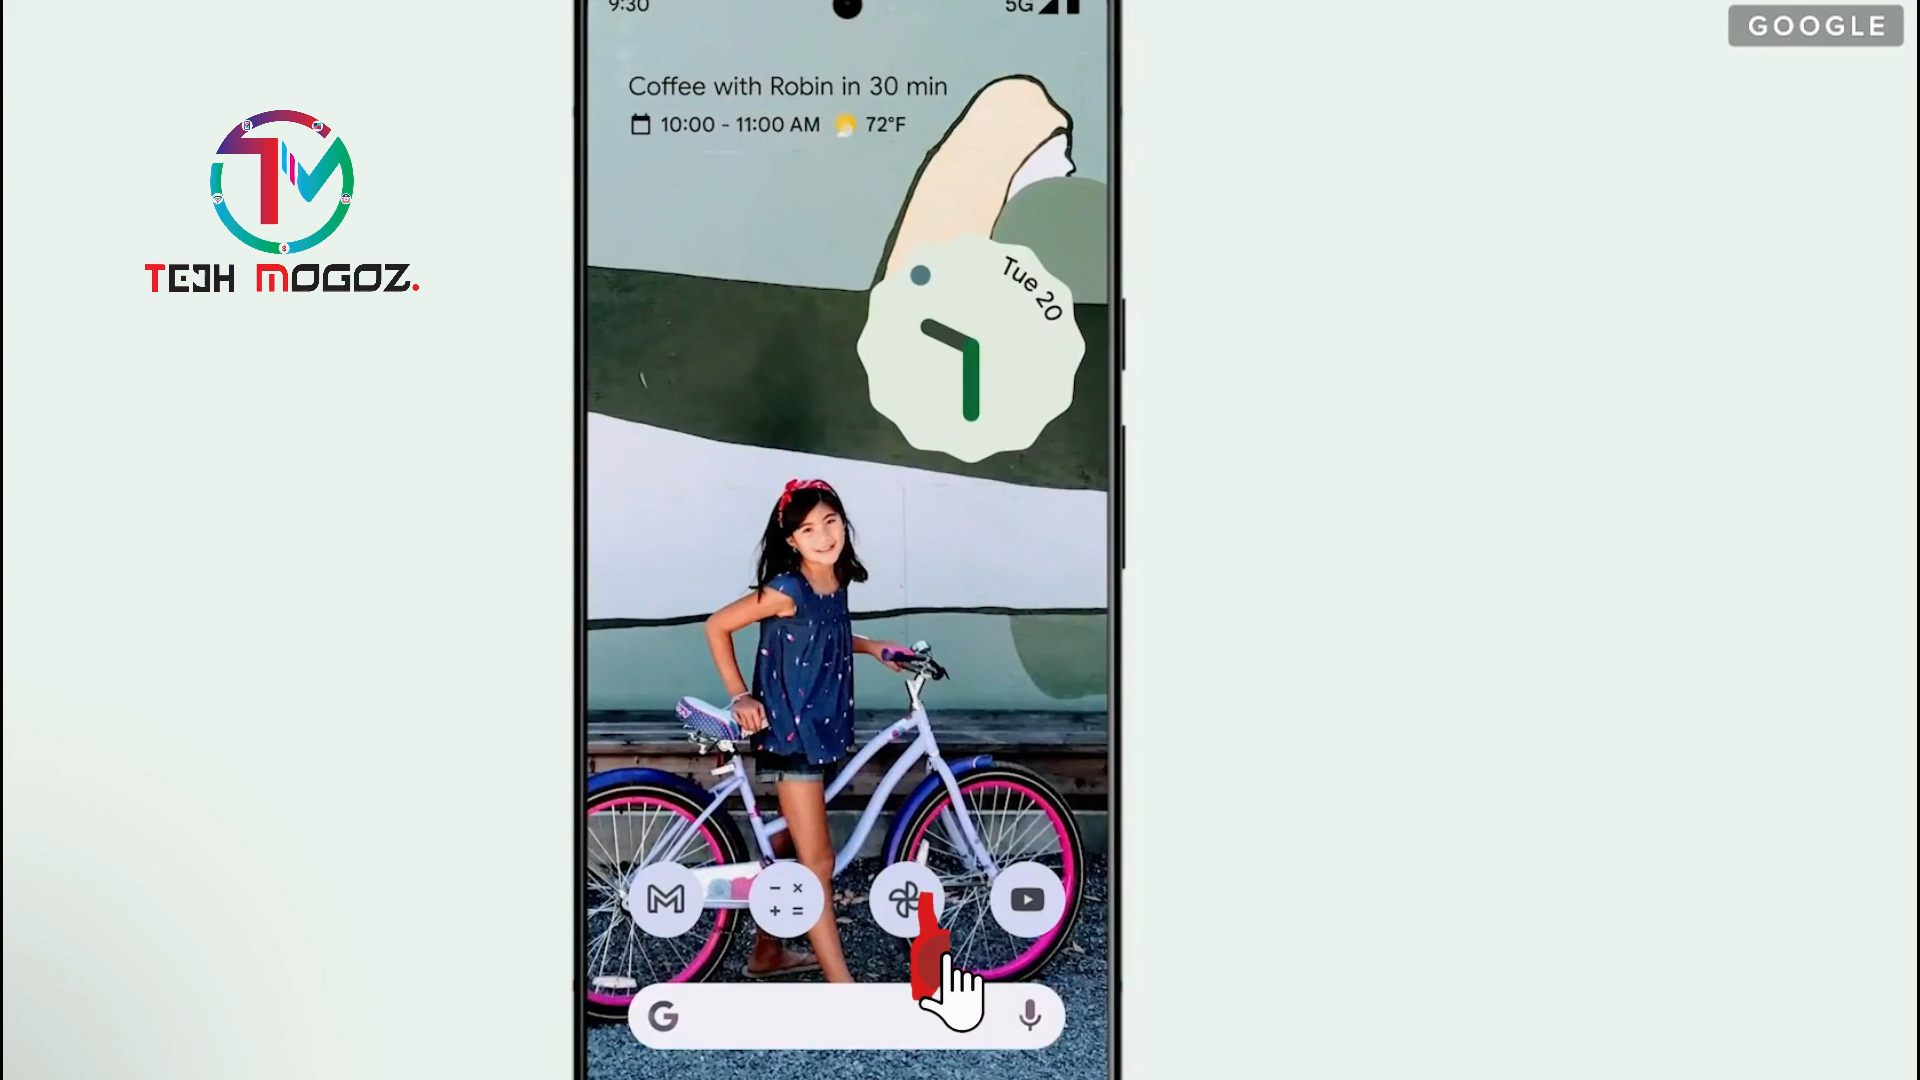 9:30
5G
GOOGLE
Coffee with Robin in 30 min
10:00 - 11:00 AM 72°F
TM
TECH MOGOZ.
Tue 20